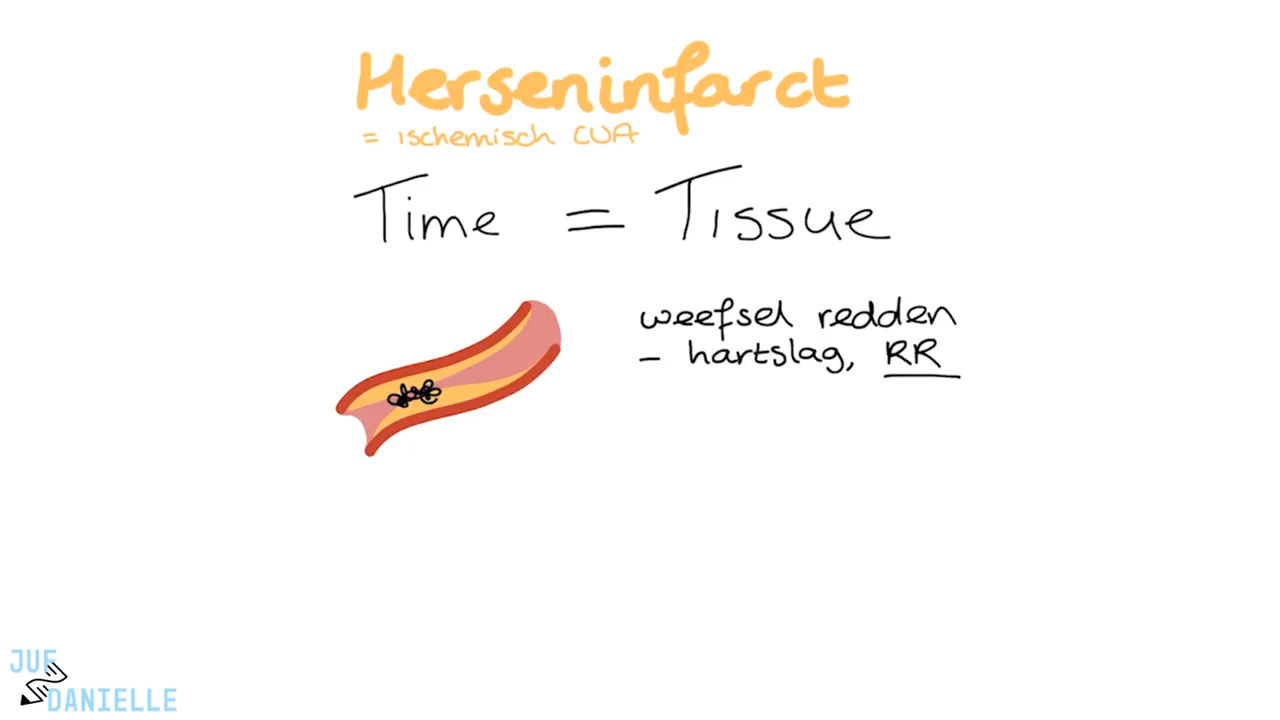 Herseninfarct
= ischemisch CVA
Time = Tissue
weefsel redden
- hartslag, RR
JUF
DANIELLE